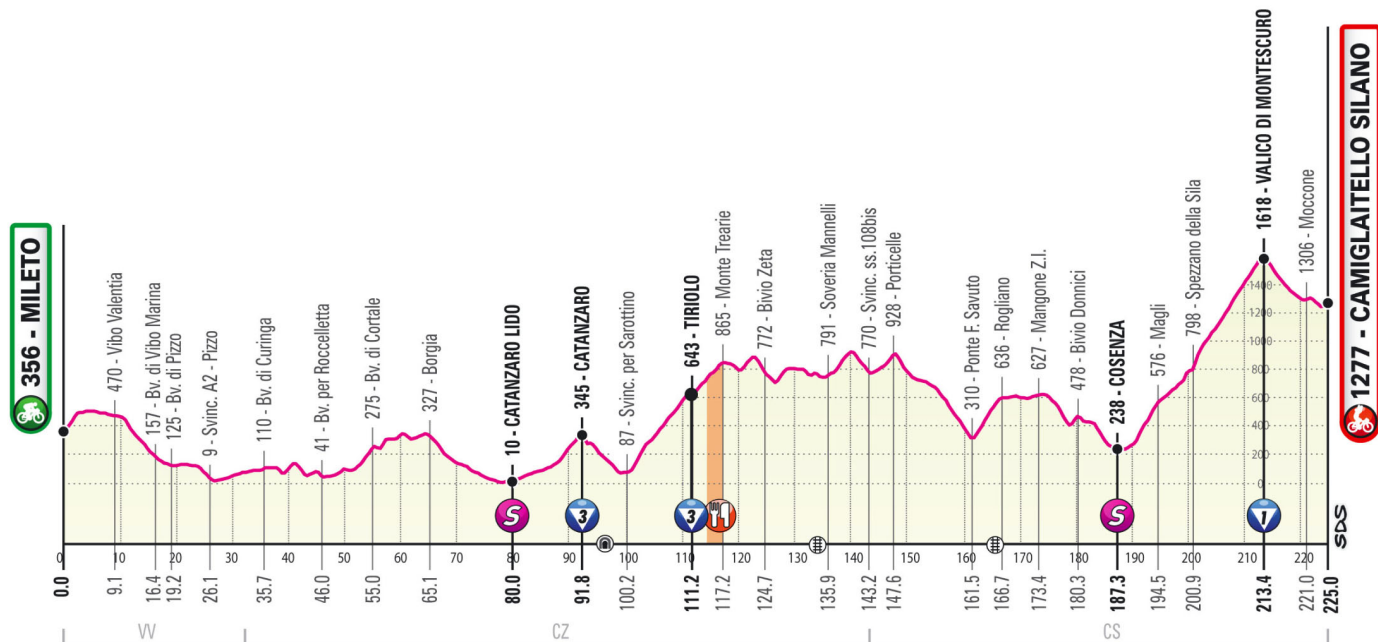 356 - MILETO
470 - Vibo Valentia
157 - Bv. di Vibo Marina
125 - Bv. di Pizzo
9 - Svinc. A2 - Pizzo
110 - Bv. di Curinga
41 - Bv. per Roccelletta
275 - Bv. di Cortale
327 - Borgia
10 - CATANZARO LIDO
345 - CATANZARO
87 - Svinc. per Sarottino
643 - TIRIOLO
865 - Monte Trearie
772 - Bivio Zeta
791 - Soveria Mannelli
770 - Svinc. ss.108bis
928 - Porticelle
310 - Ponte F. Savuto
636 - Rogliano
627 - Mangone Z.I.
478 - Bivio Donnici
238 - COSENZA
576 - Magli
798 - Spezzano della Sila
1618 - VALICO DI MONTESCURO
1306 - Moccone
1277 - CAMIGLAITELLO SILANO
1400
1200
1000
800
600
400
200
0
S
3
3
S
1
SDS
0 10 20 30 40 50 60 70 80 90 100 110 120 130 140 150 160 170 180 190 200 210 220
0.0 9.1 16.4 19.2 26.1 35.7 46.0 55.0 65.1 80.0 91.8 100.2 111.2 117.2 124.7 135.9 143.2 147.6 161.5 166.7 173.4 180.3 187.3 194.5 200.9 213.4 221.0 225.0
VV CZ CS